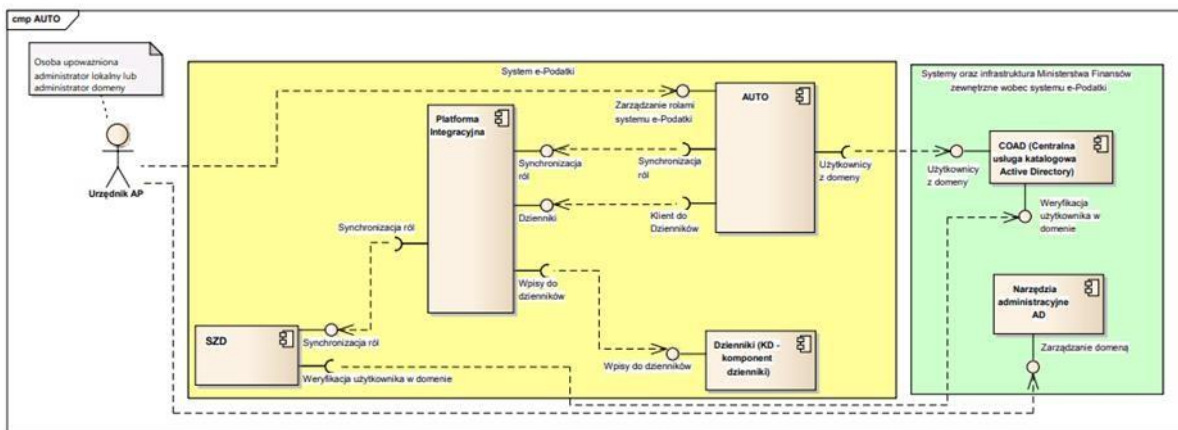 cmp AUTO
Osoba upoważniona
administrator lokalny lub
administrator domeny
Urzędnik AP
System e-Podatki
Zarządzanie rolami
systemu e-Podatki
AUTO
Platforma
Integracyjna
Synchronizacja
ról
Synchronizacja
ról
Użytkownicy
z domeny
Dzienniki
Klient do
Dzienników
Synchronizacja ról
Wpisy do
dzienników
SZD
Synchronizacja ról
Weryfikacja użytkownika w domenie
Wpisy do dzienników
Dzienniki (KD -
komponent
dzienniki)
Systemy oraz infrastruktura Ministerstwa Finansów
zewnętrzne wobec systemu e-Podatki
COAD (Centralna
usługa katalogowa
Active Directory)
Użytkownicy
z domeny
Weryfikacja
użytkownika w
domenie
Narzędzia
administracyjne
AD
Zarządzanie domeną